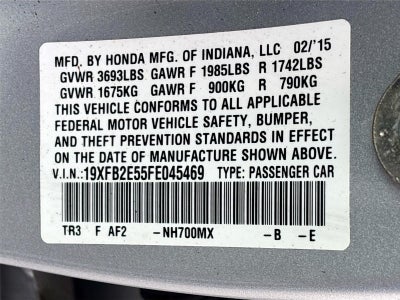 MFD. BY HONDA MFG. OF INDIANA, LLC 02/'15
GVWR 3693LBS GAWR F 1985LBS R 1742LBS
GVWR 1675KG GAWR F 900KG R 790KG
THIS VEHICLE CONFORMS TO ALL APPLICABLE
FEDERAL MOTOR VEHICLE SAFETY, BUMPER,
AND THEFT PREVENTION STANDARDS IN EFFECT
ON THE DATE OF MANUFACTURE SHOWN ABOVE.
V.I.N.: 19XFB2E55FE045469 TYPE: PASSENGER CAR
TR3 F AF2 -NH700MX -B -E